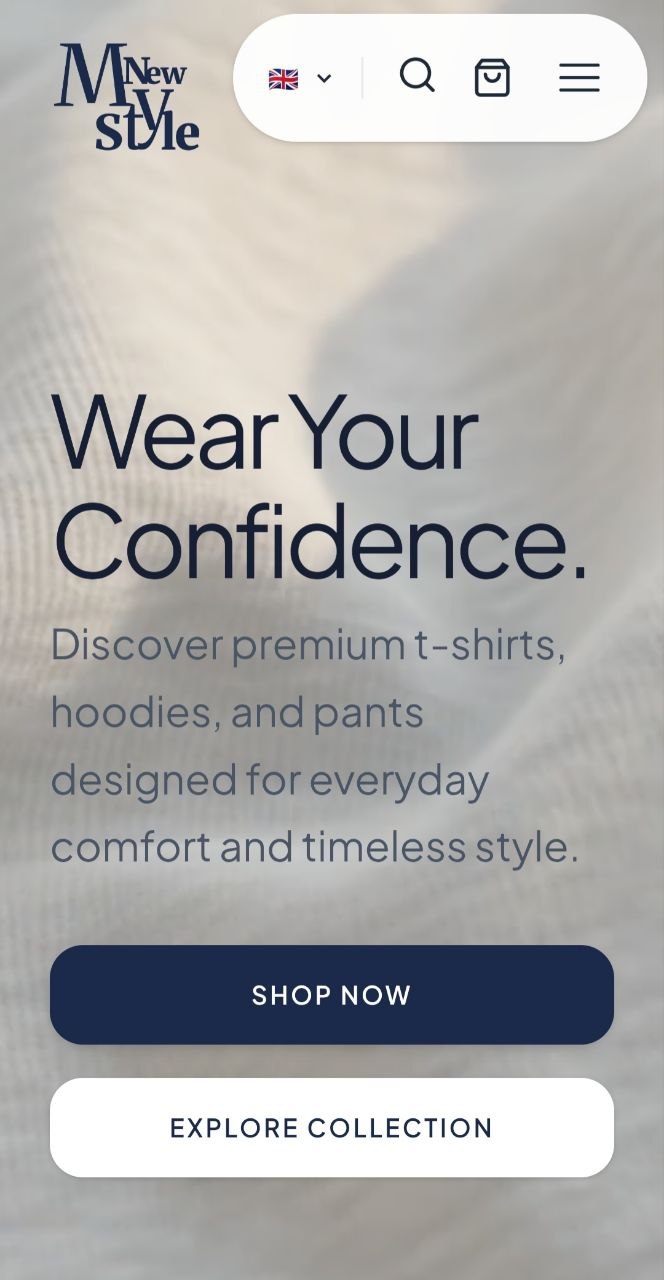 My New
Style
Wear Your
Confidence.
Discover premium t-shirts,
hoodies, and pants
designed for everyday
comfort and timeless style.
SHOP NOW
EXPLORE COLLECTION